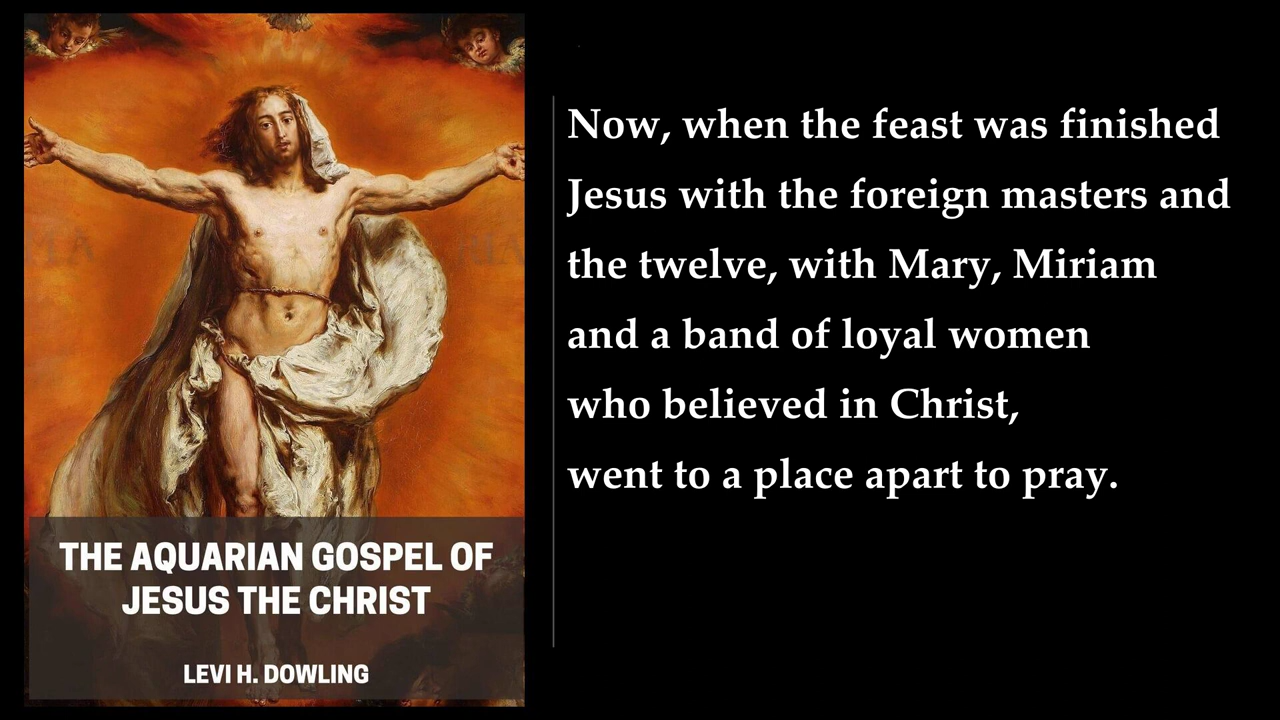 THE AQUARIAN GOSPEL OF
JESUS THE CHRIST
LEVI H. DOWLING
Now, when the feast was finished
Jesus with the foreign masters and
the twelve, with Mary, Miriam
and a band of loyal women
who believed in Christ,
went to a place apart to pray.